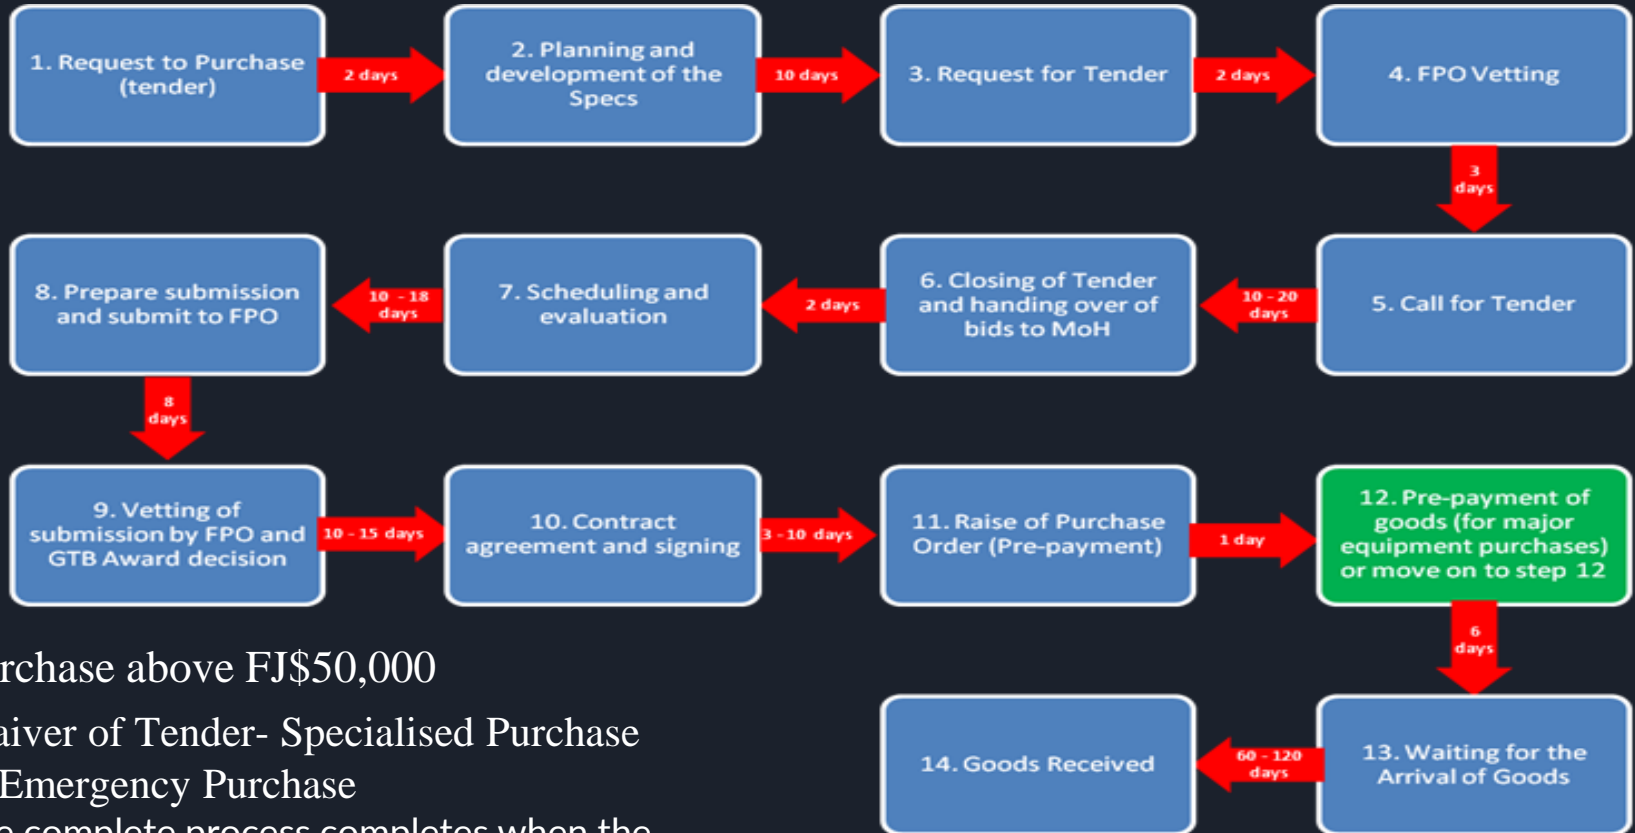 1. Request to Purchase
(tender)
2 days
2. Planning and
development of the
Specs
10 days
3. Request for Tender
2 days
4. FPO Vetting
3
days
5. Call for Tender
10 - 20
days
6. Closing of Tender
and handing over of
bids to MoH
2 days
7. Scheduling and
evaluation
10 - 18
days
8. Prepare submission
and submit to FPO
8
days
9. Vetting of
submission by FPO and
GTB Award decision
10 - 15 days
10. Contract
agreement and signing
3 -10 days
11. Raise of Purchase
Order (Pre-payment)
1 day
12. Pre-payment of
goods (for major
equipment purchases)
or move on to step 12
6
days
13. Waiting for the
Arrival of Goods
60 - 120
days
14. Goods Received
rchase above FJ$50,000
aiver of Tender- Specialised Purchase
Emergency Purchase
e complete process completes when the